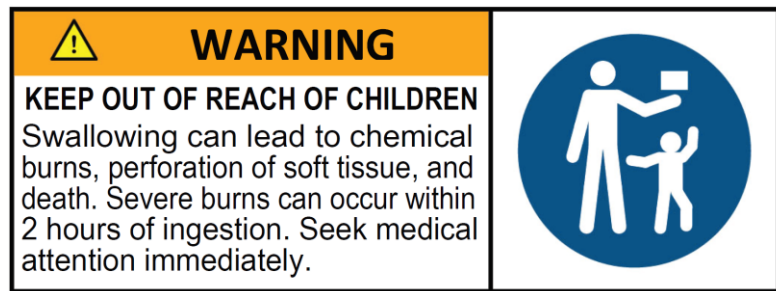 WARNING
KEEP OUT OF REACH OF CHILDREN
Swallowing can lead to chemical
burns, perforation of soft tissue, and
death. Severe burns can occur within
2 hours of ingestion. Seek medical
attention immediately.